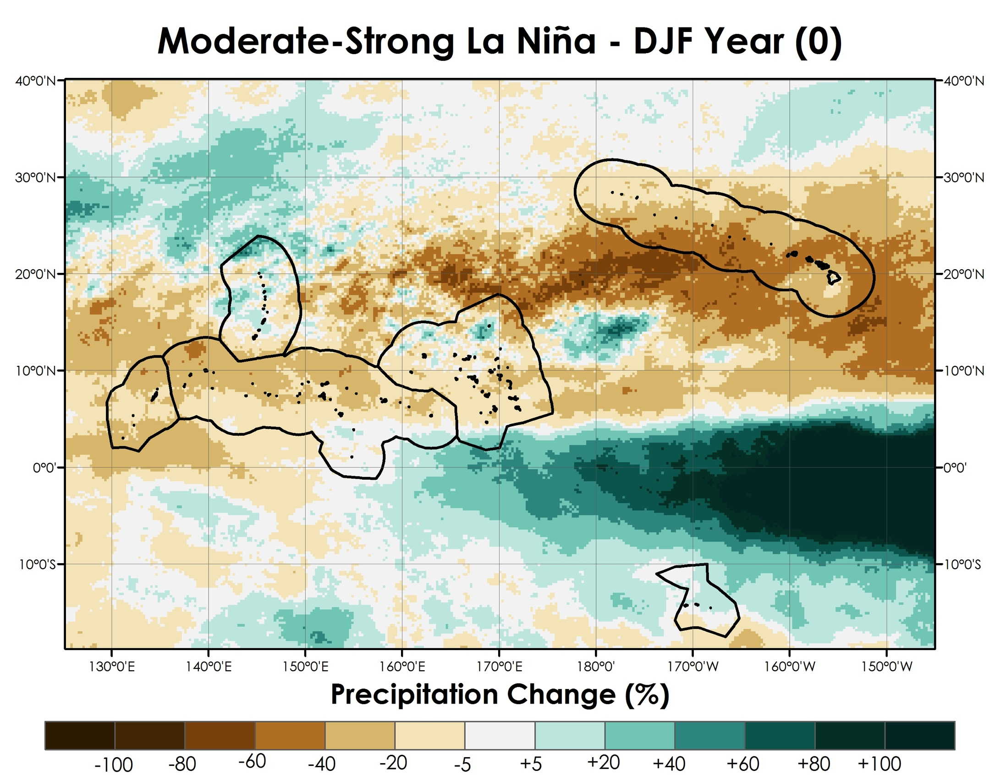 Moderate-Strong La Niña - DJF Year (0)
40°0'N 40°0'N
30°0'N 30°0'N
20°0'N 20°0'N
10°0'N 10°0'N
0°0' 0°0'
10°0'S 10°0'S
130°0'E 140°0'E 150°0'E 160°0'E 170°0'E 180°0' 170°0'W 160°0'W 150°0'W
Precipitation Change (%)
-100 -80 -60 -40 -20 -5 +5 +20 +40 +60 +80 +100